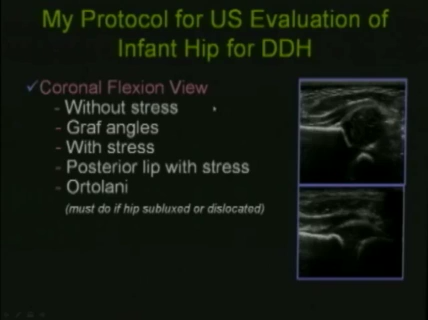 My Protocol for US Evaluation of
Infant Hip for DDH
✓Coronal Flexion View
- Without stress
- Graf angles
- With stress
- Posterior lip with stress
- Ortolani
(must do if hip subluxed or dislocated)